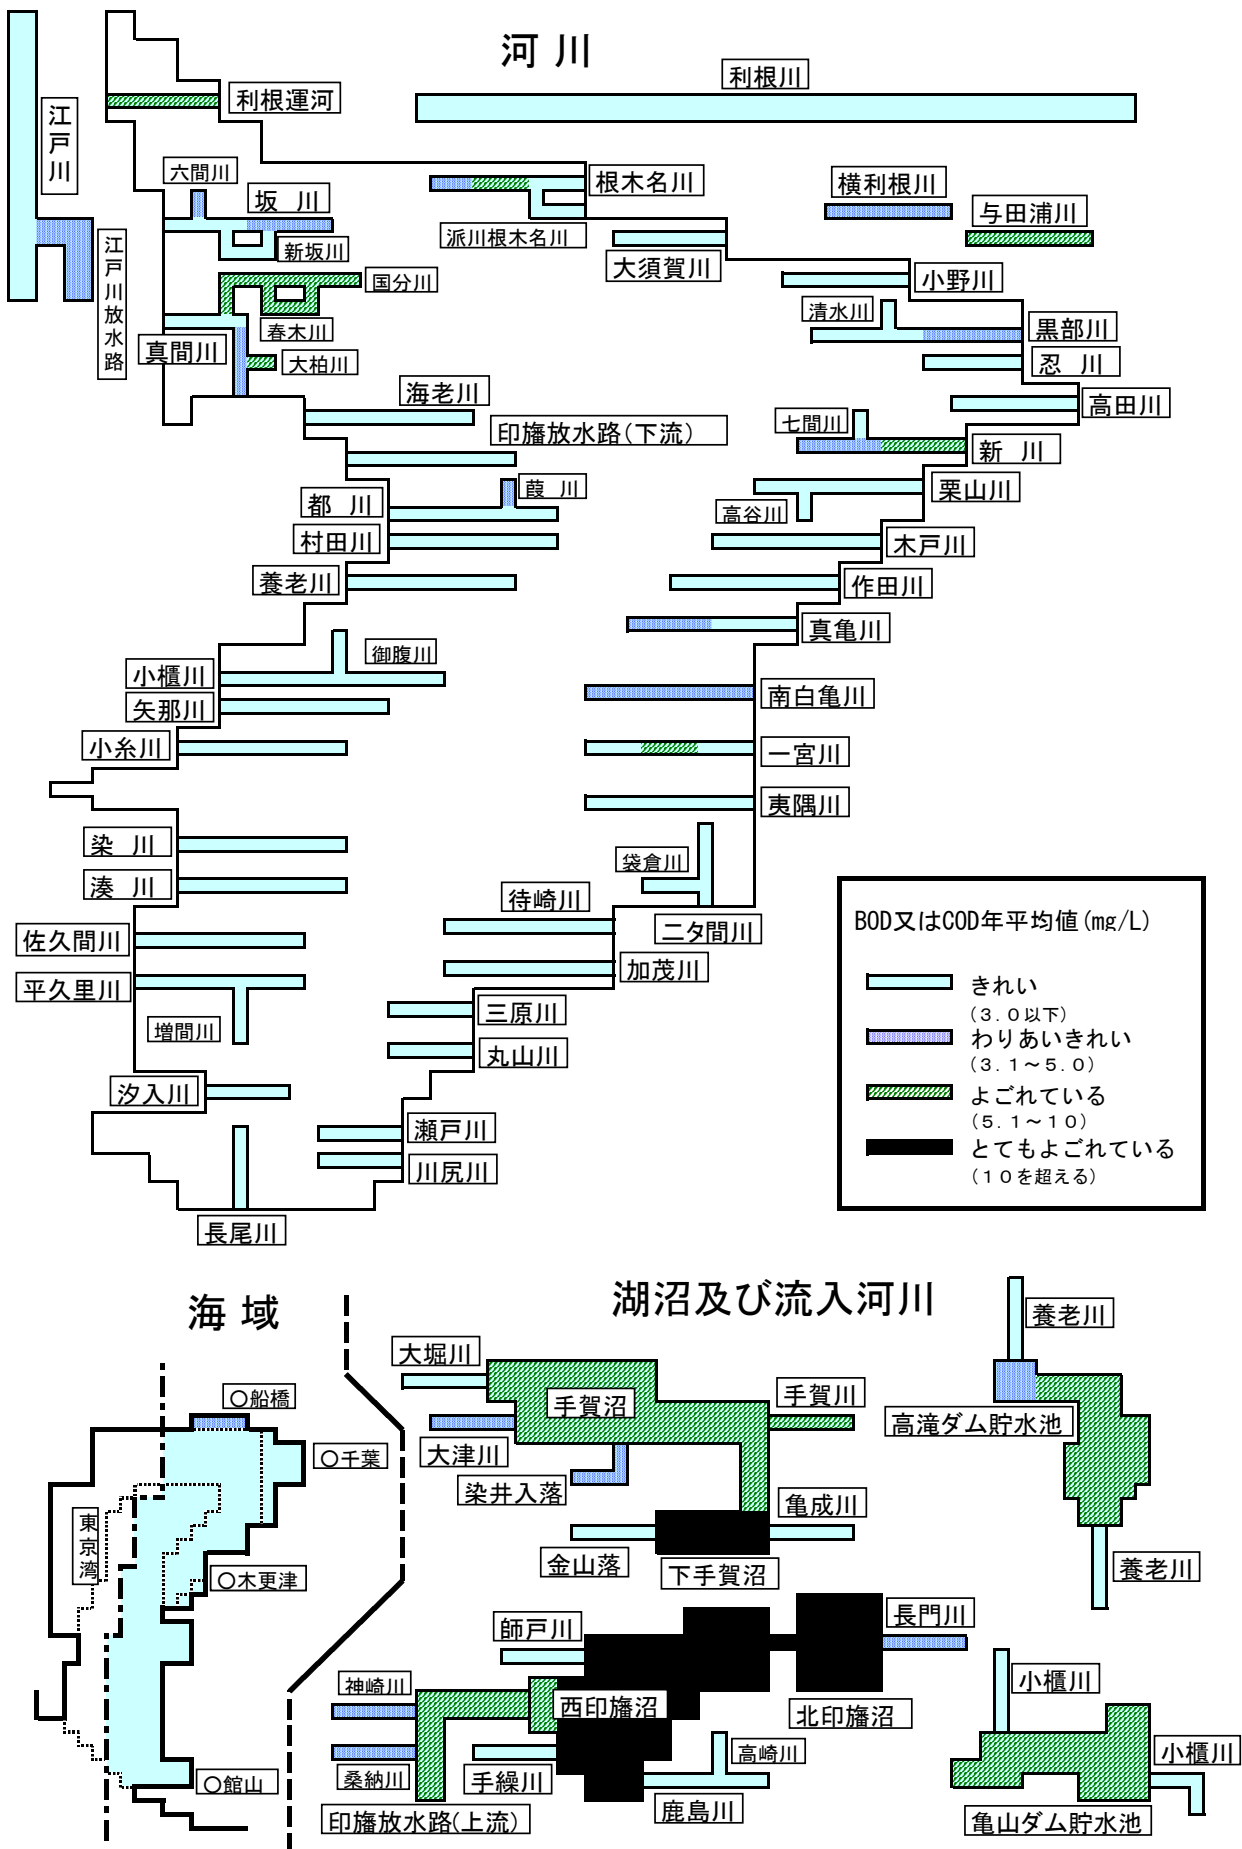 河 川
利根川
江戸川
利根運河
六間川
坂 川
根木名川
横利根川
与田浦川
江戸川放水路
新坂川
派川根木名川
大須賀川
国分川
小野川
清水川
春木川
真間川
大柏川
黒部川
忍 川
海老川
高田川
印旛放水路(下流)
七間川
新 川
都 川
葭 川
栗山川
高谷川
村田川
木戸川
養老川
作田川
真亀川
御腹川
小櫃川
矢那川
南白亀川
小糸川
一宮川
夷隅川
染 川
袋倉川
湊 川
待崎川
二タ間川
佐久間川
加茂川
平久里川
三原川
増間川
丸山川
汐入川
瀬戸川
川尻川
長尾川
BOD又はCOD年平均値(mg/L)
きれい
(3.0以下)
わりあいきれい
(3.1～5.0)
よごれている
(5.1～10)
とてもよごれている
(10を超える)
海 域
○船橋
○千葉
東京湾
○木更津
○館山
湖沼及び流入河川
大堀川
手賀沼
手賀川
大津川
染井入落
亀成川
金山落
下手賀沼
師戸川
長門川
神崎川
西印旛沼
北印旛沼
桑納川
手繰川
高崎川
印旛放水路(上流)
鹿島川
養老川
高滝ダム貯水池
養老川
小櫃川
小櫃川
亀山ダム貯水池